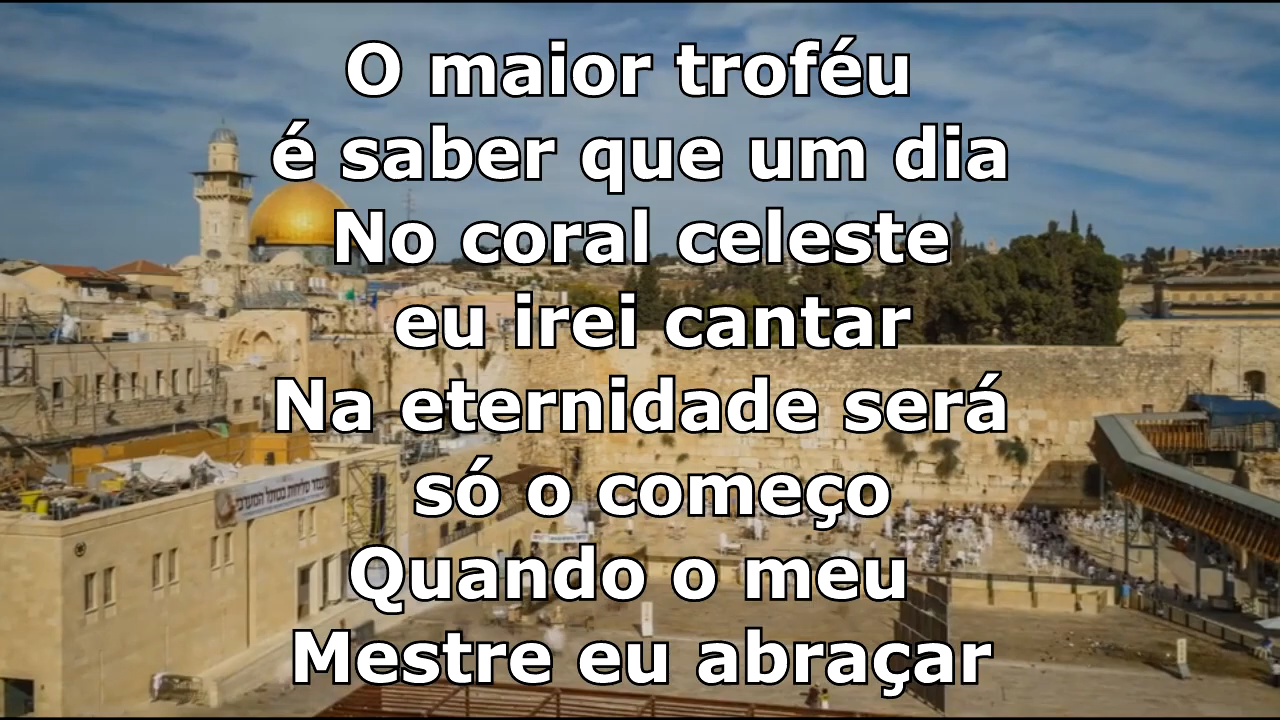 O maior troféu
é saber que um dia
No coral celeste
eu irei cantar
Na eternidade será
só o começo
Quando o meu
Mestre eu abraçar